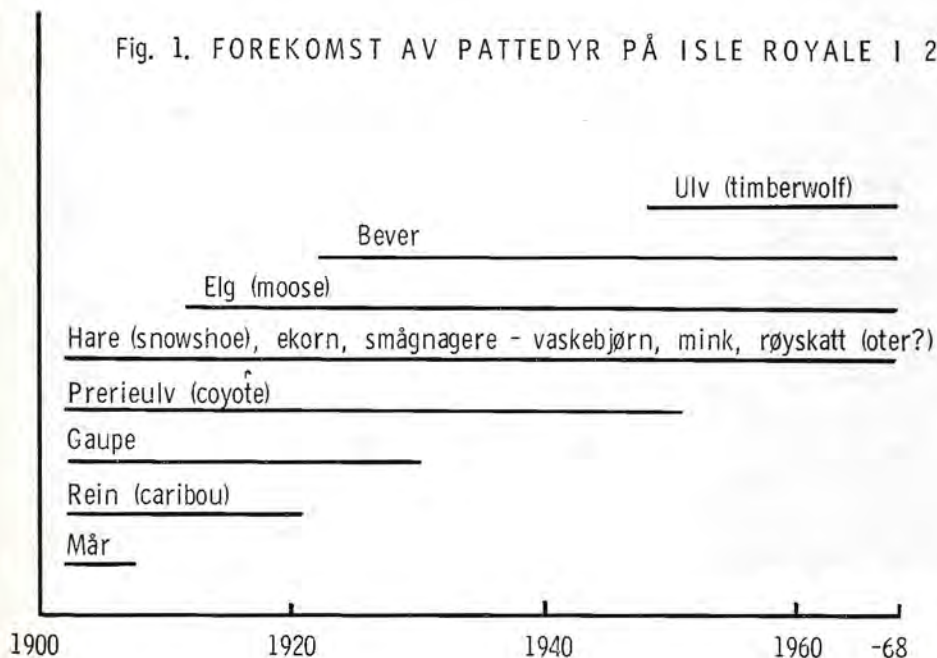 Fig. 1. FOREKOMST AV PATTEDYR PÅ ISLE ROYALE I 2
Ulv (timberwolf)
Bever
Elg (moose)
Hare (snowshoe), ekorn, smågnagere - vaskebjørn, mink, røyskatt (oter?)
Prerieulv (coyote)
Gaupe
Rein (caribou)
Mår
1900 1920 1940 1960 -68